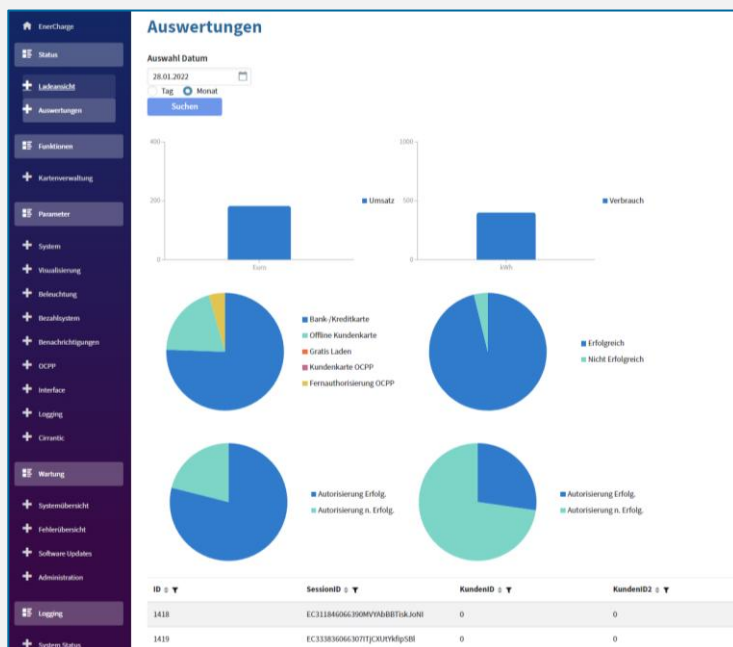 EnerCharge
Status
Ladeansicht
Auswertungen
Funktionen
Kartenverwaltung
Parameter
System
Visualisierung
Beleuchtung
Bezahlsystem
Benachrichtigungen
OCPP
Interface
Logging
Cirrantic
Wartung
Systemübersicht
Fehlerübersicht
Software Updates
Administration
Logging
System Status
Auswertungen
Auswahl Datum
28.01.2022
Tag Monat
Suchen
400
200
0
Euro
Umsatz
1000
500
0
kWh
Verbrauch
Bank-/Kreditkarte
Offline Kundenkarte
Gratis Laden
Kundenkarte OCPP
Fernauthorisierung OCPP
Erfolgreich
Nicht Erfolgreich
Autorisierung Erfolg.
Autorisierung n. Erfolg.
Autorisierung Erfolg.
Autorisierung n. Erfolg.
ID SessionID KundenID KundenID2
1418 0 0
1419 0 0